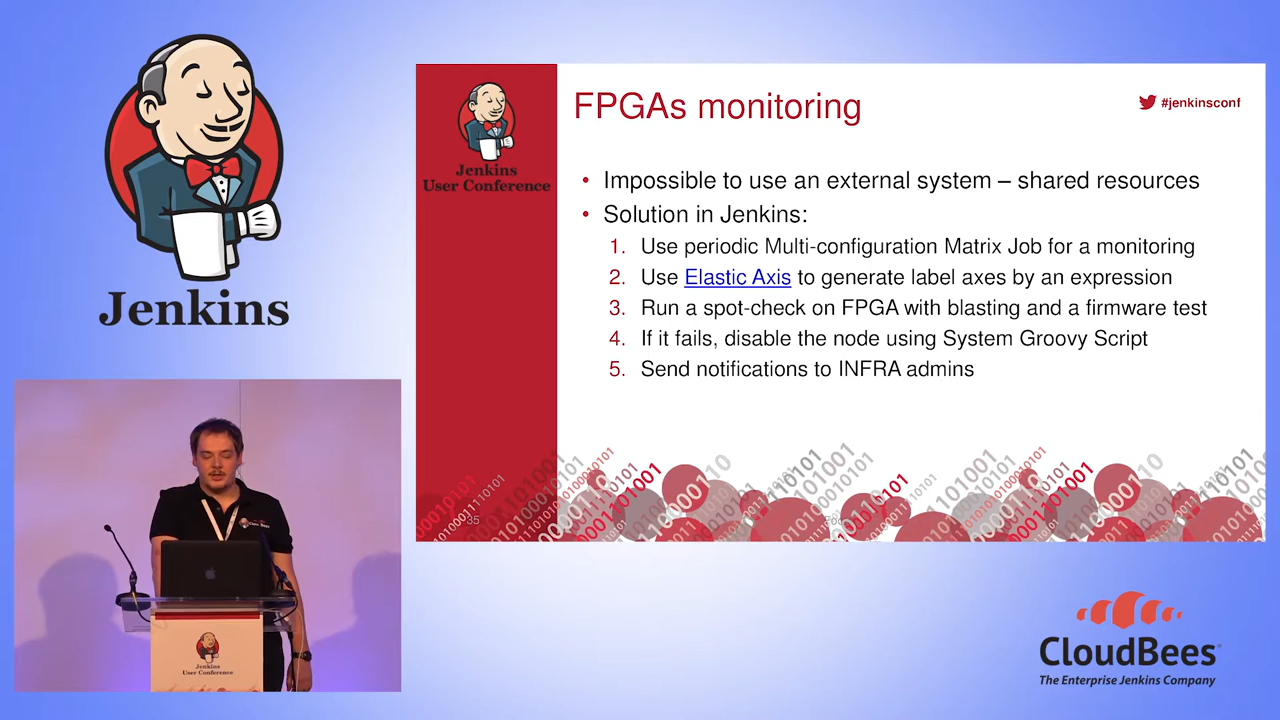 Jenkins
Jenkins
User Conference
FPGAs monitoring
#jenkinsconf
• Impossible to use an external system – shared resources
• Solution in Jenkins:
1. Use periodic Multi-configuration Matrix Job for a monitoring
2. Use Elastic Axis to generate label axes by an expression
3. Run a spot-check on FPGA with blasting and a firmware test
4. If it fails, disable the node using System Groovy Script
5. Send notifications to INFRA admins
35
Jenkins
User Conference
CloudBees
The Enterprise Jenkins Company